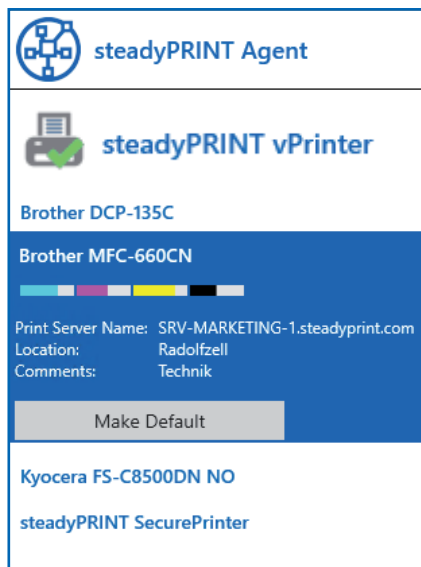 steadyPRINT Agent
steadyPRINT vPrinter
Brother DCP-135C
Brother MFC-660CN
Print Server Name: SRV-MARKETING-1.steadyprint.com
Location: Radolfzell
Comments: Technik
Make Default
Kyocera FS-C8500DN NO
steadyPRINT SecurePrinter